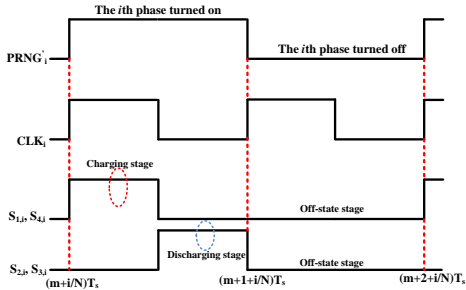 The ith phase turned on
PRNG'i
The ith phase turned off
CLKi
Charging stage
S1,i, S4,i
Off-state stage
Discharging stage
S2,i, S3,i
Off-state stage
(m+i/N)Ts
(m+1+i/N)Ts
(m+2+i/N)Ts